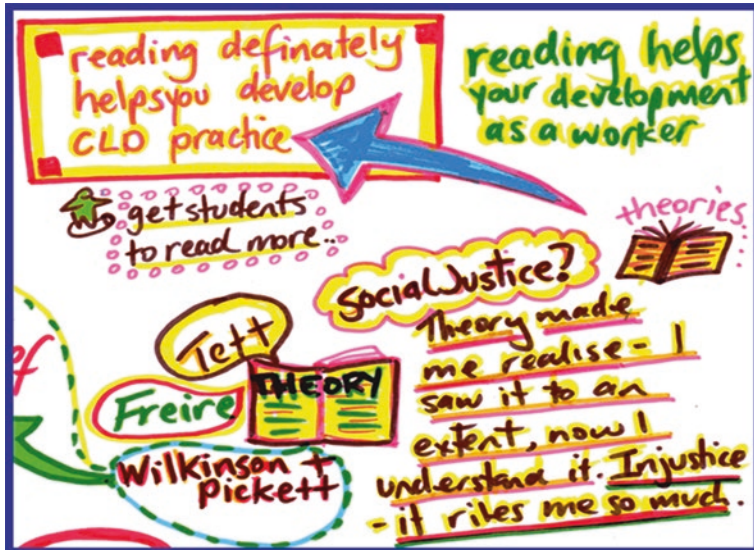 reading definately
helpsyou develop
CLD practice
reading helps
your development
as a worker
get students
to read more...
theories...
Social Justice?
Theory made
me realise - I
saw it to an
extent, now I
understand it. Injustice
- it riles me so much.
Tett
THEORY
Freire
Wilkinson +
Pickett